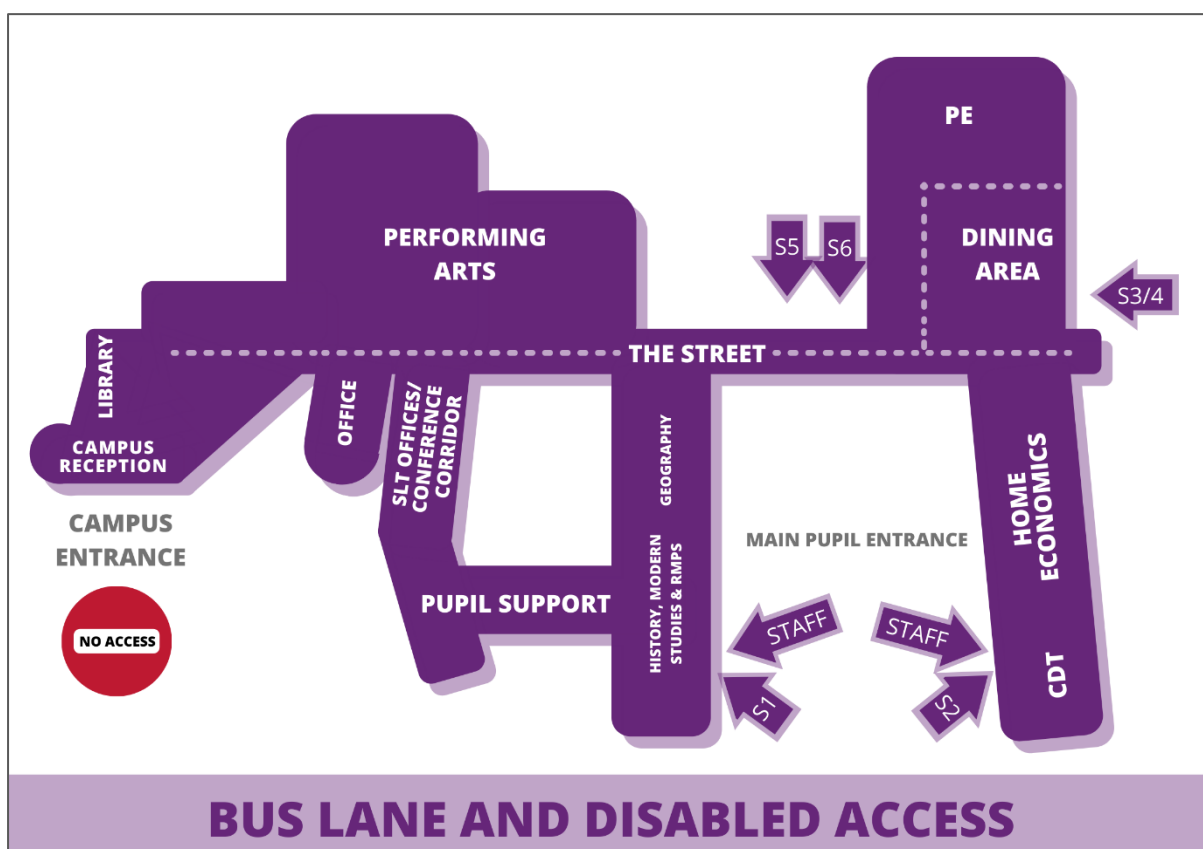 PE
PERFORMING
ARTS
S5
S6
DINING
AREA
S3/4
THE STREET
LIBRARY
CAMPUS
RECEPTION
OFFICE
SLT OFFICES/
CONFERENCE
CORRIDOR
GEOGRAPHY
HOME
ECONOMICS
CAMPUS
ENTRANCE
MAIN PUPIL ENTRANCE
NO ACCESS
PUPIL SUPPORT
HISTORY, MODERN
STUDIES & RMPS
STAFF
STAFF
S1
S2
CDT
BUS LANE AND DISABLED ACCESS